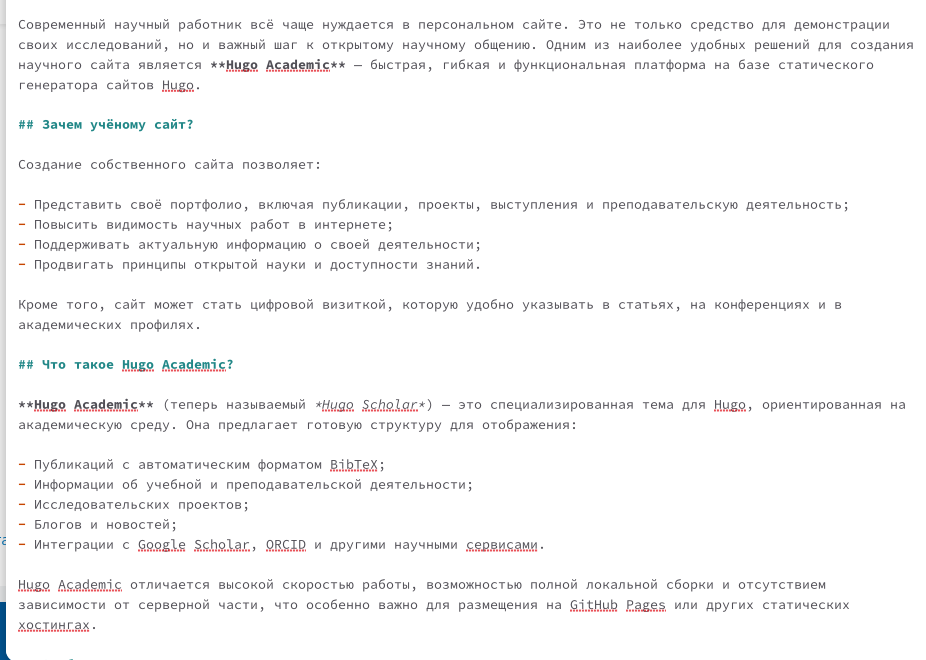 Современный научный работник всё чаще нуждается в персональном сайте. Это не только средство для демонстрации
своих исследований, но и важный шаг к открытому научному общению. Одним из наиболее удобных решений для создания
научного сайта является **Hugo Academic** — быстрая, гибкая и функциональная платформа на базе статического
генератора сайтов Hugo.
## Зачем учёному сайт?
Создание собственного сайта позволяет:
- Представить своё портфолио, включая публикации, проекты, выступления и преподавательскую деятельность;
- Повысить видимость научных работ в интернете;
- Поддерживать актуальную информацию о своей деятельности;
- Продвигать принципы открытой науки и доступности знаний.
Кроме того, сайт может стать цифровой визиткой, которую удобно указывать в статьях, на конференциях и в
академических профилях.
## Что такое Hugo Academic?
**Hugo Academic** (теперь называемый *Hugo Scholar*) — это специализированная тема для Hugo, ориентированная на
академическую среду. Она предлагает готовую структуру для отображения:
- Публикаций с автоматическим форматом BibTeX;
- Информации об учебной и преподавательской деятельности;
- Исследовательских проектов;
- Блогов и новостей;
- Интеграции с Google Scholar, ORCID и другими научными сервисами.
Hugo Academic отличается высокой скоростью работы, возможностью полной локальной сборки и отсутствием
зависимости от серверной части, что особенно важно для размещения на GitHub Pages или других статических
хостингах.